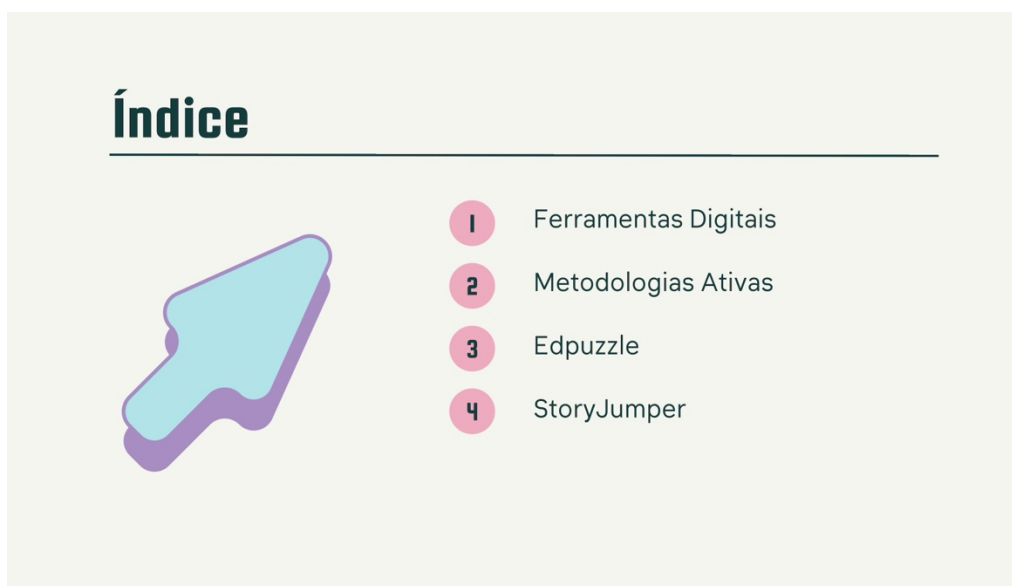 Índice
1 Ferramentas Digitais
2 Metodologias Ativas
3 Edpuzzle
4 StoryJumper